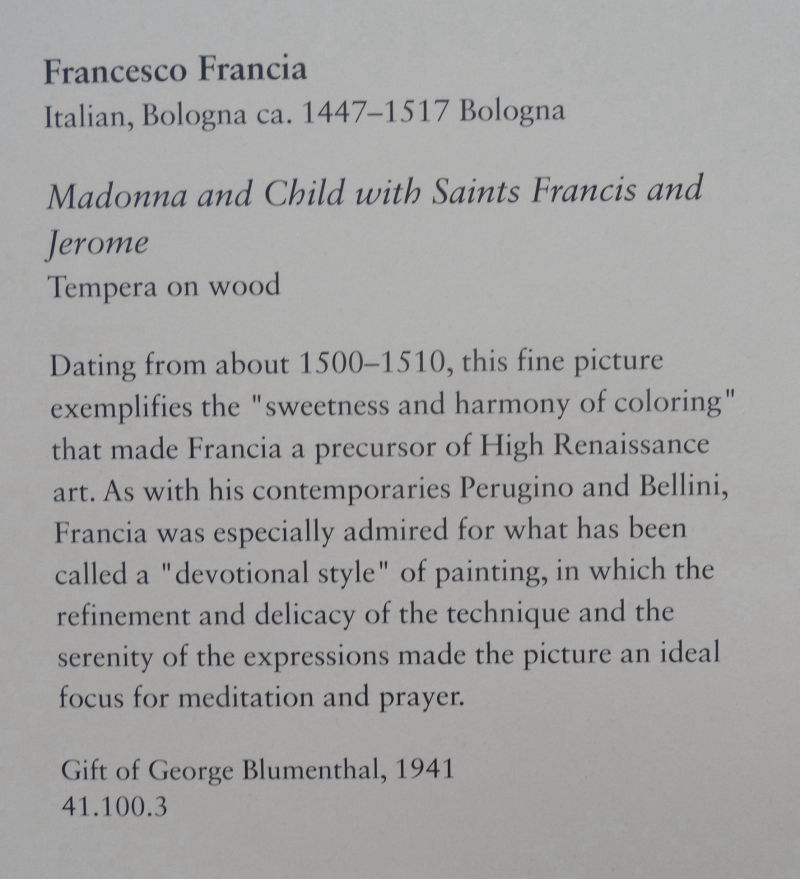 Francesco Francia
Italian, Bologna ca. 1447–1517 Bologna
Madonna and Child with Saints Francis and
Jerome
Tempera on wood
Dating from about 1500–1510, this fine picture
exemplifies the "sweetness and harmony of coloring"
that made Francia a precursor of High Renaissance
art. As with his contemporaries Perugino and Bellini,
Francia was especially admired for what has been
called a "devotional style" of painting, in which the
refinement and delicacy of the technique and the
serenity of the expressions made the picture an ideal
focus for meditation and prayer.
Gift of George Blumenthal, 1941
41.100.3